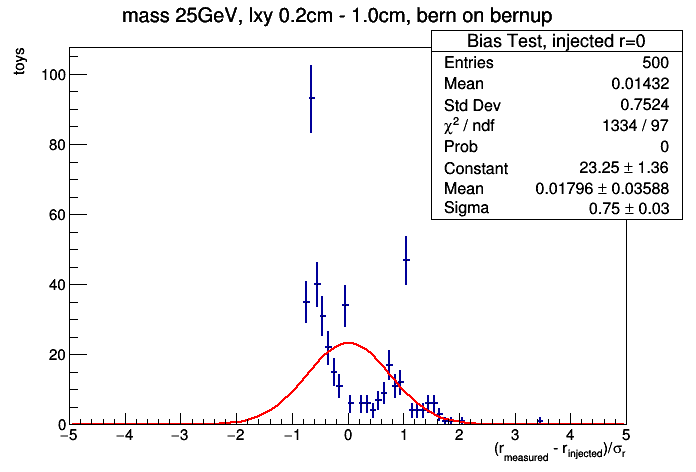 mass 25GeV, lxy 0.2cm - 1.0cm, bern on bernup
Bias Test, injected r=0
Entries 500
Mean 0.01432
Std Dev 0.7524
χ² / ndf 1334 / 97
Prob 0
Constant 23.25 ± 1.36
Mean 0.01796 ± 0.03588
Sigma 0.75 ± 0.03
toys
100
80
60
40
20
0
−5 −4 −3 −2 −1 0 1 2 3 4 5
(r_measured - r_injected)/σ_r